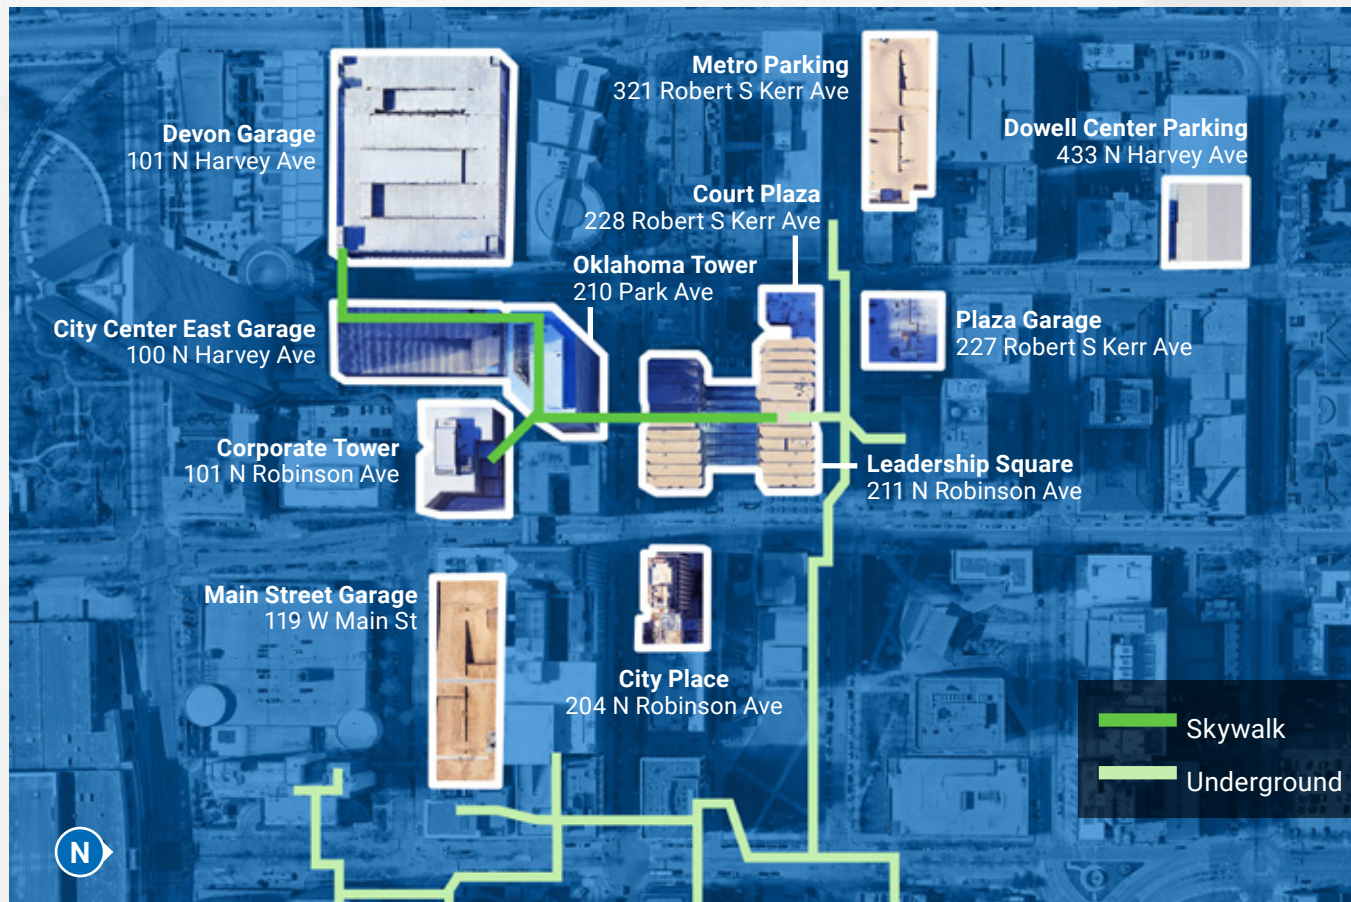 Metro Parking
321 Robert S Kerr Ave
Devon Garage
101 N Harvey Ave
Dowell Center Parking
433 N Harvey Ave
Court Plaza
228 Robert S Kerr Ave
Oklahoma Tower
210 Park Ave
City Center East Garage
100 N Harvey Ave
Plaza Garage
227 Robert S Kerr Ave
Corporate Tower
101 N Robinson Ave
Leadership Square
211 N Robinson Ave
Main Street Garage
119 W Main St
City Place
204 N Robinson Ave
Skywalk
Underground
N